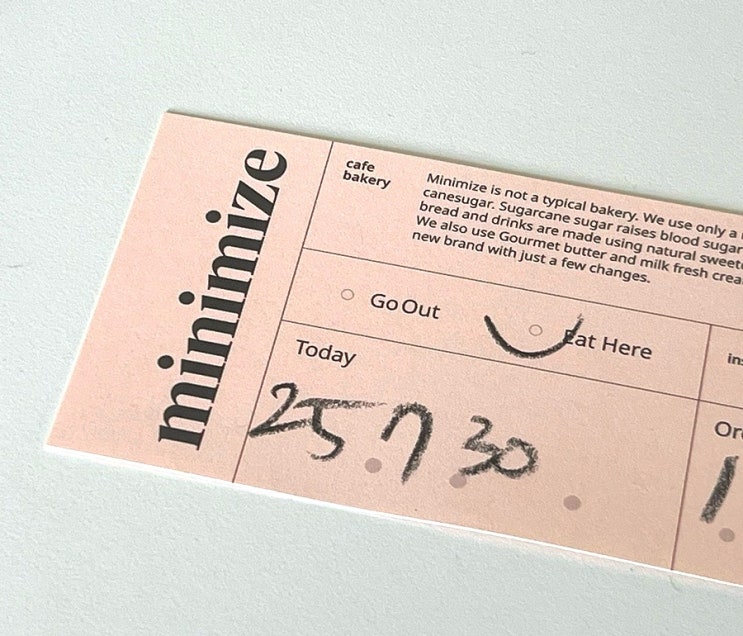 minimize
cafe
bakery
Minimize is not a typical bakery. We use only a
canesugar. Sugarcane sugar raises blood sugar
bread and drinks are made using natural
We also use Gourmet butter and milk fresh
new brand with just a few changes.
Go Out
Eat Here
Today
25.7.30.
1